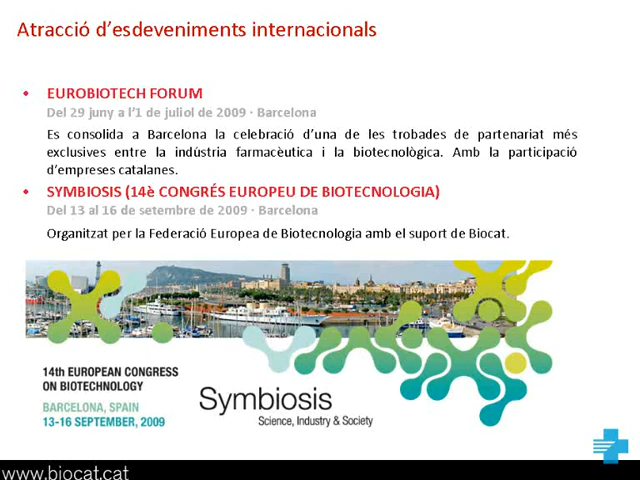 Atracció d'esdeveniments internacionals
• EUROBIOTECH FORUM
Del 29 juny a l'1 de juliol de 2009 · Barcelona
Es consolida a Barcelona la celebració d'una de les trobades de partenariat més
exclusives entre la indústria farmacèutica i la biotecnològica. Amb la participació
d'empreses catalanes.
• SYMBIOSIS (14è CONGRÉS EUROPEU DE BIOTECNOLOGIA)
Del 13 al 16 de setembre de 2009 · Barcelona
Organitzat per la Federació Europea de Biotecnologia amb el suport de Biocat.
14th EUROPEAN CONGRESS
ON BIOTECHNOLOGY
BARCELONA, SPAIN
13-16 SEPTEMBER, 2009
Symbiosis
Science, Industry & Society
www.biocat.cat